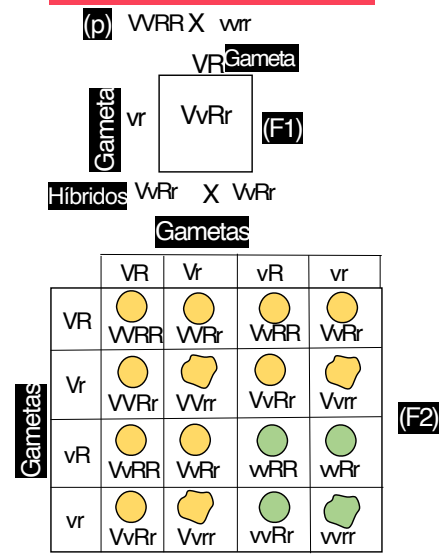 (p) VVRR X vvrr
VR Gameta
Gameta vr VvRr (F1)
Híbridos VvRr X VvRr
Gametas
VR Vr vR vr
VR VVRR VVRr VvRR VvRr
Gametas
Vr VVRr VVrr VvRr Vvrr
(F2)
vR VvRR VvRr vvRR vvRr
vr VvRr Vvrr vvRr vvrr